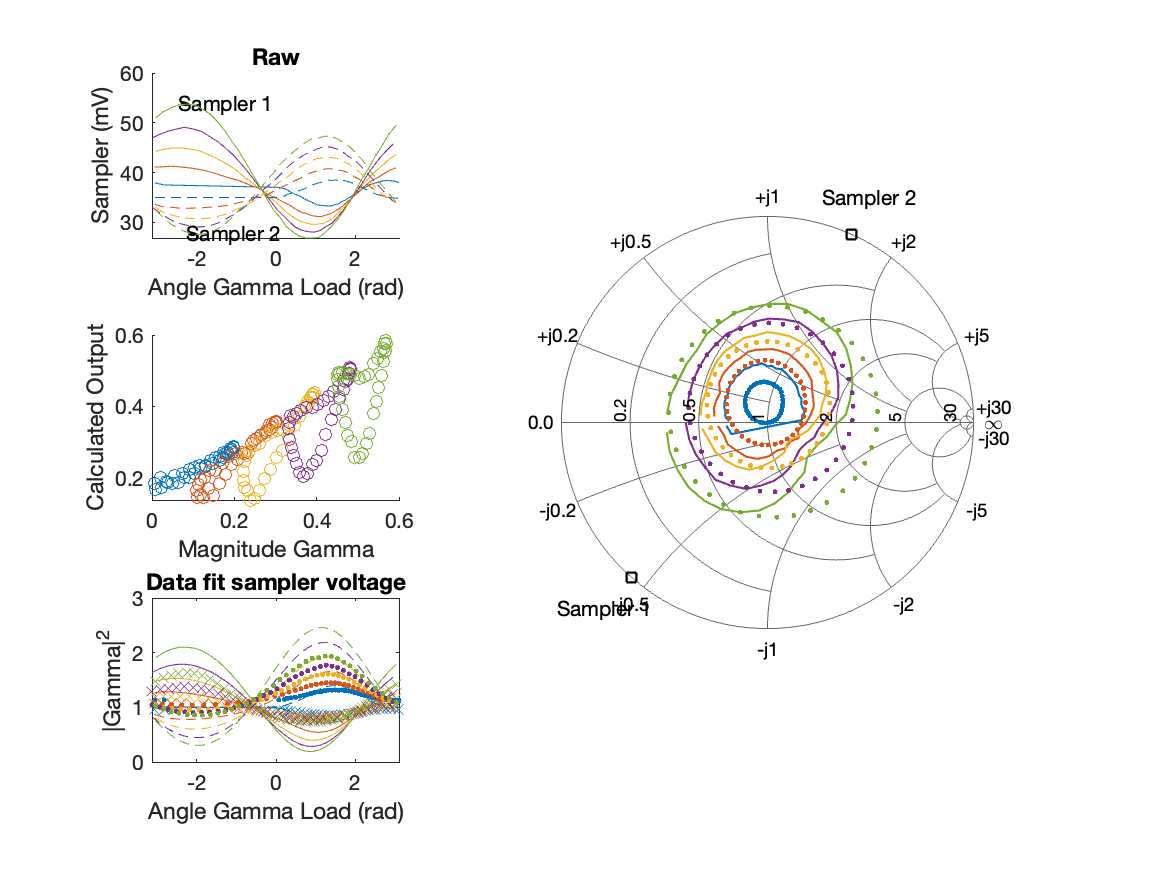 Raw
60
50
40
30
Sampler (mV)
Sampler 1
Sampler 2
-2
0
2
Angle Gamma Load (rad)
0.6
0.4
0.2
Calculated Output
0
0.2
0.4
0.6
Magnitude Gamma
Data fit sampler voltage
3
2
1
0
|Gamma|²
-2
0
2
Angle Gamma Load (rad)
+j1
Sampler 2
+j0.5
+j2
+j0.2
+j5
0.0
0.2
0.5
1
2
5
30
+j30
∞
-j30
-j0.2
-j5
Sampler 1
-j0.5
-j2
-j1